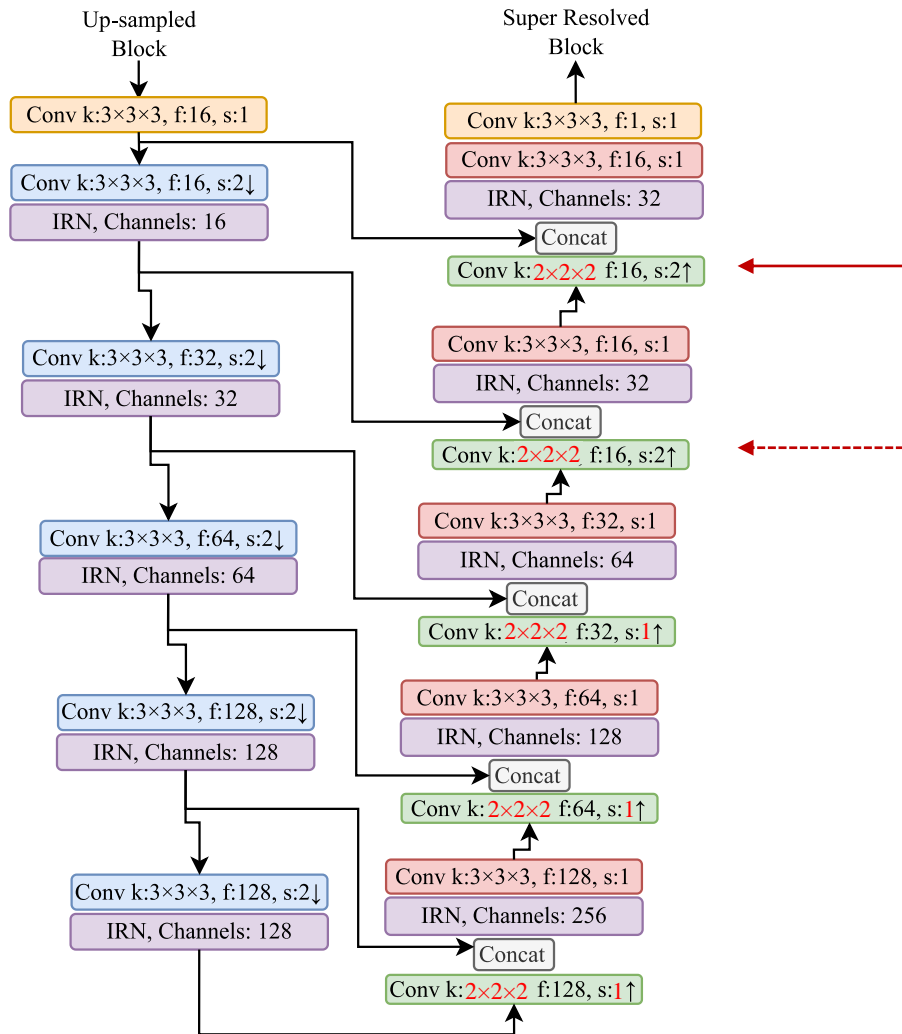 Up-sampled
Block
Conv k:3×3×3, f:16, s:1
Conv k:3×3×3, f:16, s:2↓
IRN, Channels: 16
Conv k:3×3×3, f:32, s:2↓
IRN, Channels: 32
Conv k:3×3×3, f:64, s:2↓
IRN, Channels: 64
Conv k:3×3×3, f:128, s:2↓
IRN, Channels: 128
Conv k:3×3×3, f:128, s:2↓
IRN, Channels: 128
Super Resolved
Block
Conv k:3×3×3, f:1, s:1
Conv k:3×3×3, f:16, s:1
IRN, Channels: 32
Concat
Conv k:2×2×2 f:16, s:2↑
Conv k:3×3×3, f:16, s:1
IRN, Channels: 32
Concat
Conv k:2×2×2, f:16, s:2↑
Conv k:3×3×3, f:32, s:1
IRN, Channels: 64
Concat
Conv k:2×2×2, f:32, s:1↑
Conv k:3×3×3, f:64, s:1
IRN, Channels: 128
Concat
Conv k:2×2×2 f:64, s:1↑
Conv k:3×3×3, f:128, s:1
IRN, Channels: 256
Concat
Conv k:2×2×2 f:128, s:1↑